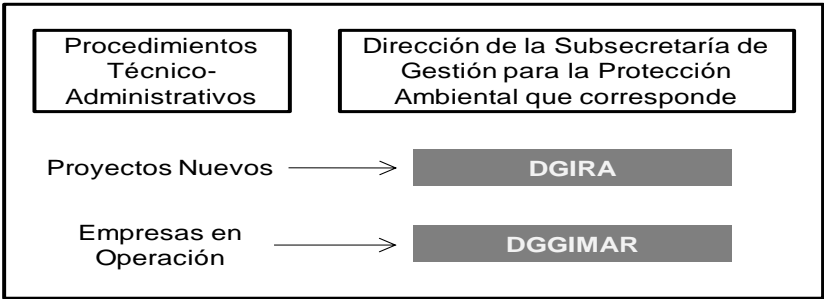 Procedimientos
Técnico-
Administrativos
Dirección de la Subsecretaría de
Gestión para la Protección
Ambiental que corresponde
Proyectos Nuevos
DGIRA
Empresas en
Operación
DGGIMAR